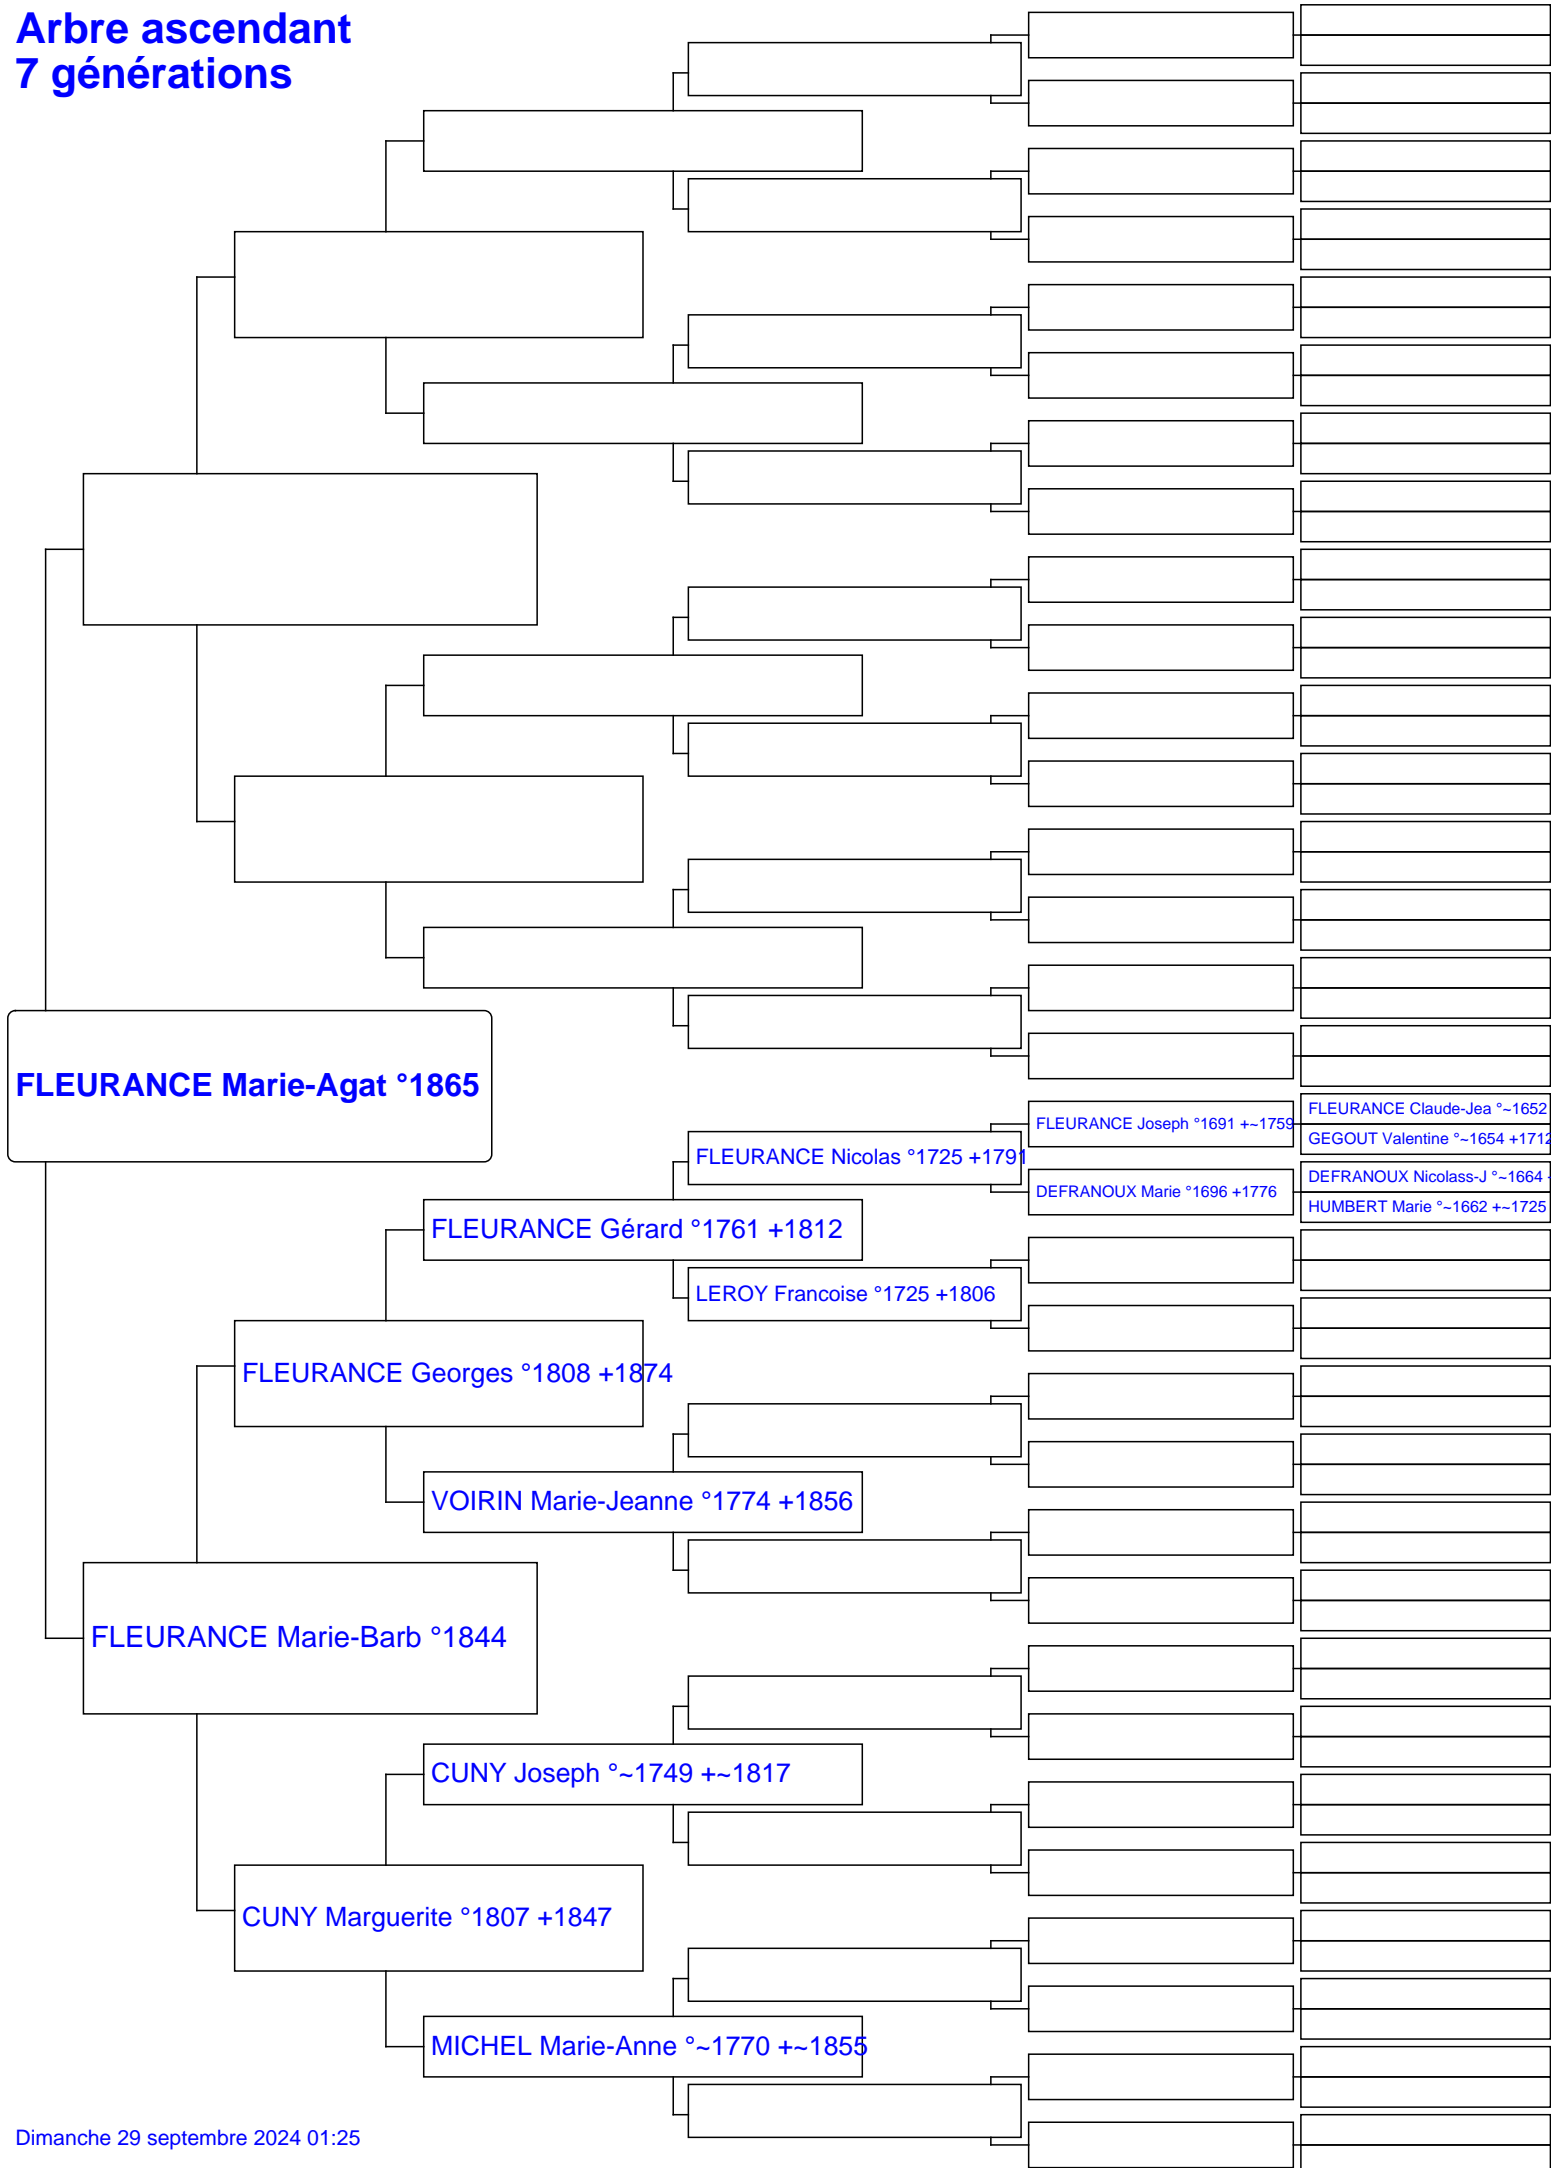 Arbre ascendant
7 générations
FLEURANCE Marie-Agat °1865
FLEURANCE Claude-Jea °~1652
FLEURANCE Joseph °1691 +~1759
GEGOUT Valentine °~1654 +1712
FLEURANCE Nicolas °1725 +1791
DEFRANOUX Nicolass-J °~1664
DEFRANOUX Marie °1696 +1776
HUMBERT Marie °~1662 +~1725
FLEURANCE Gérard °1761 +1812
LEROY Francoise °1725 +1806
FLEURANCE Georges °1808 +1874
VOIRIN Marie-Jeanne °1774 +1856
FLEURANCE Marie-Barb °1844
CUNY Joseph °~1749 +~1817
CUNY Marguerite °1807 +1847
MICHEL Marie-Anne °~1770 +~1855
Dimanche 29 septembre 2024 01:25